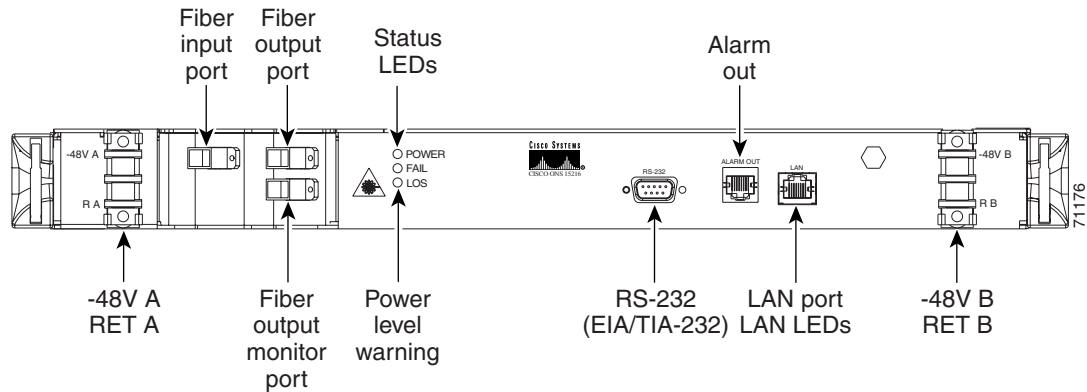 Fiber
input
port
Fiber
output
port
Status
LEDs
Alarm
out
-48V A
R A
POWER
FAIL
LOS
CISCO SYSTEMS
CISCO ONS 15216
RS-232
ALARM OUT
LAN
-48V B
R B
71176
-48V A
RET A
Fiber
output
monitor
port
Power
level
warning
RS-232
(EIA/TIA-232)
LAN port
LAN LEDs
-48V B
RET B